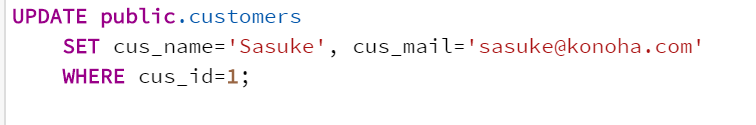 UPDATE public.customers
SET cus_name='Sasuke', cus_mail='sasuke@konoha.com'
WHERE cus_id=1;